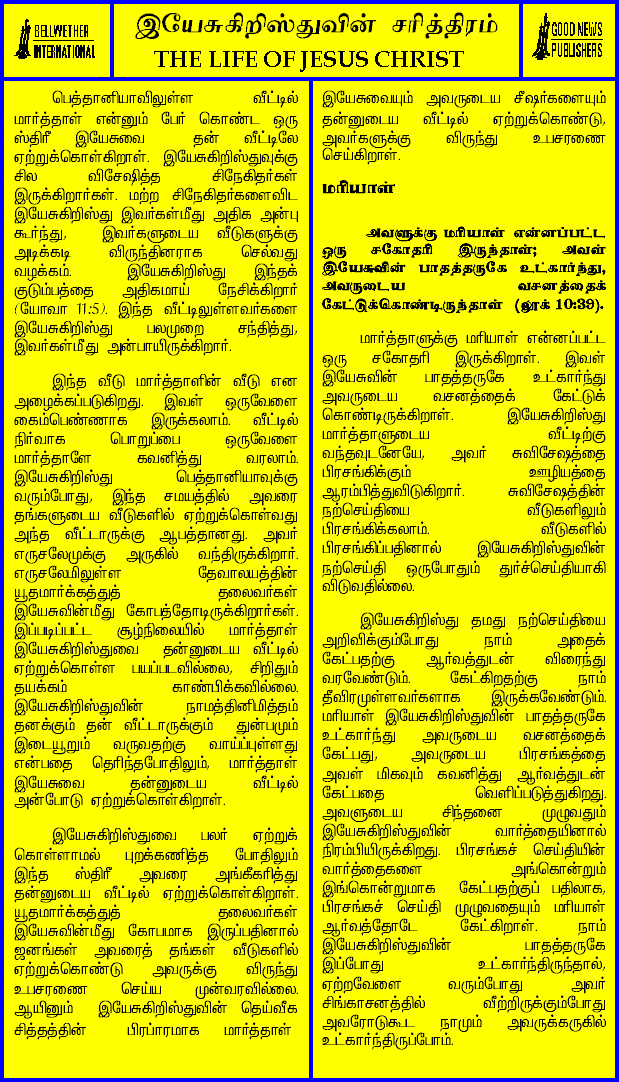 BELLWETHER
INTERNATIONAL
இயேசுகிறிஸ்துவின் சரித்திரம்
THE LIFE OF JESUS CHRIST
GOOD NEWS
PUBLISHERS
பெத்தானியாவிலுள்ள வீட்டில்
மார்த்தாள் என்னும் பேர் கொண்ட ஒரு
ஸ்திரீ இயேசுவை தன் வீட்டிலே
ஏற்றுக்கொள்கிறாள். இயேசுகிறிஸ்துவுக்கு
சில விசேஷித்த சிநேகிதர்கள்
இருக்கிறார்கள். மற்ற சிநேகிதர்களைவிட
இயேசுகிறிஸ்து இவர்கள்மீது அதிக அன்பு
கூர்ந்து, இவர்களுடைய வீடுகளுக்கு
அடிக்கடி விருந்தினராக செல்வது
வழக்கம். இயேசுகிறிஸ்து இந்தக்
குடும்பத்தை அதிகமாய் நேசிக்கிறார்
(யோவா 11:5). இந்த வீட்டிலுள்ளவர்களை
இயேசுகிறிஸ்து பலமுறை சந்தித்து,
இவர்கள்மீது அன்பாயிருக்கிறார்.
இந்த வீடு மார்த்தாளின் வீடு என
அழைக்கப்படுகிறது. இவள் ஒருவேளை
கைம்பெண்ணாக இருக்கலாம். வீட்டில்
நிர்வாக பொறுப்பை ஒருவேளை
மார்த்தாளே கவனித்து வரலாம்.
இயேசுகிறிஸ்து பெத்தானியாவுக்கு
வரும்போது, இந்த சமயத்தில் அவரை
தங்களுடைய வீடுகளில் ஏற்றுக்கொள்வது
அந்த வீட்டாருக்கு ஆபத்தானது. அவர்
எருசலேமுக்கு அருகில் வந்திருக்கிறார்.
எருசலேமிலுள்ள தேவாலயத்தின்
யூதமார்க்கத்துத் தலைவர்கள்
இயேசுவின்மீது கோபத்தோடிருக்கிறார்கள்.
இப்படிப்பட்ட சூழ்நிலையில் மார்த்தாள்
இயேசுகிறிஸ்துவை தன்னுடைய வீட்டில்
ஏற்றுக்கொள்ள பயப்படவில்லை, சிறிதும்
தயக்கம் காண்பிக்கவில்லை.
இயேசுகிறிஸ்துவின் நாமத்தினிமித்தம்
தனக்கும் தன் வீட்டாருக்கும் துன்பமும்
இடையூறும் வருவதற்கு வாய்ப்புள்ளது
என்பதை தெரிந்தபோதிலும், மார்த்தாள்
இயேசுவை தன்னுடைய வீட்டில்
அன்போடு ஏற்றுக்கொள்கிறாள்.
இயேசுகிறிஸ்துவை பலர் ஏற்றுக்
கொள்ளாமல் புறக்கணித்த போதிலும்
இந்த ஸ்திரீ அவரை அங்கீகரித்து
தன்னுடைய வீட்டில் ஏற்றுக்கொள்கிறாள்.
யூதமார்க்கத்துத் தலைவர்கள்
இயேசுவின்மீது கோபமாக இருப்பதினால்
ஜனங்கள் அவரைத் தங்கள் வீடுகளில்
ஏற்றுக்கொண்டு அவருக்கு விருந்து
உபசரணை செய்ய முன்வரவில்லை.
ஆயினும் இயேசுகிறிஸ்துவின் தெய்வீக
சித்தத்தின் பிரப்ரமாக மார்த்தாள்
இயேசுவையும் அவருடைய சீஷர்களையும்
தன்னுடைய வீட்டில் ஏற்றுக்கொண்டு,
அவர்களுக்கு விருந்து உபசரணை
செய்கிறாள்.
மரியாள்
அவளுக்கு மரியாள் என்னப்பட்ட
ஒரு சகோதரி இருந்தாள்; அவள்
இயேசுவின் பாதத்தருகே உட்கார்ந்து,
அவருடைய வசனத்தைக்
கேட்டுக்கொண்டிருந்தாள் (லூக் 10:39).
மார்த்தாளுக்கு மரியாள் என்னப்பட்ட
ஒரு சகோதரி இருக்கிறாள். இவள்
இயேசுவின் பாதத்தருகே உட்கார்ந்து
அவருடைய வசனத்தைக் கேட்டுக்
கொண்டிருக்கிறாள். இயேசுகிறிஸ்து
மார்த்தாளுடைய வீட்டிற்கு
வந்தவுடனேயே, அவர் சுவிசேஷத்தை
பிரசங்கிக்கும் ஊழியத்தை
ஆரம்பித்துவிடுகிறார். சுவிசேஷத்தின்
நற்செய்தியை வீடுகளிலும்
பிரசங்கிக்கலாம். வீடுகளில்
பிரசங்கிப்பதினால் இயேசுகிறிஸ்துவின்
நற்செய்தி ஒருபோதும் துர்ச்செய்தியாகி
விடுவதில்லை.
இயேசுகிறிஸ்து தமது நற்செய்தியை
அறிவிக்கும்போது நாம் அதைக்
கேட்பதற்கு ஆர்வத்துடன் விரைந்து
வரவேண்டும். கேட்கிறதற்கு நாம்
தீவிரமுள்ளவர்களாக இருக்கவேண்டும்.
மரியாள் இயேசுகிறிஸ்துவின் பாதத்தருகே
உட்கார்ந்து அவருடைய வசனத்தைக்
கேட்பது, அவருடைய பிரசங்கத்தை
அவள் மிகவும் கவனித்து ஆர்வத்துடன்
கேட்பதை வெளிப்படுத்துகிறது.
அவளுடைய சிந்தனை முழுவதும்
இயேசுகிறிஸ்துவின் வார்த்தையினால்
நிரம்பியிருக்கிறது. பிரசங்கச் செய்தியின்
வார்த்தைகளை அங்கொன்றும்
இங்கொன்றுமாக கேட்பதற்குப் பதிலாக,
பிரசங்கச் செய்தி முழுவதையும் மரியாள்
ஆர்வத்தோடே கேட்கிறாள். நாம்
இயேசுகிறிஸ்துவின் பாதத்தருகே
இப்போது உட்கார்ந்திருந்தால்,
ஏற்றவேளை வரும்போது அவர்
சிங்காசனத்தில் வீற்றிருக்கும்போது
அவரோடுகூட நாமும் அவருக்கருகில்
உட்கார்ந்திருப்போம்.